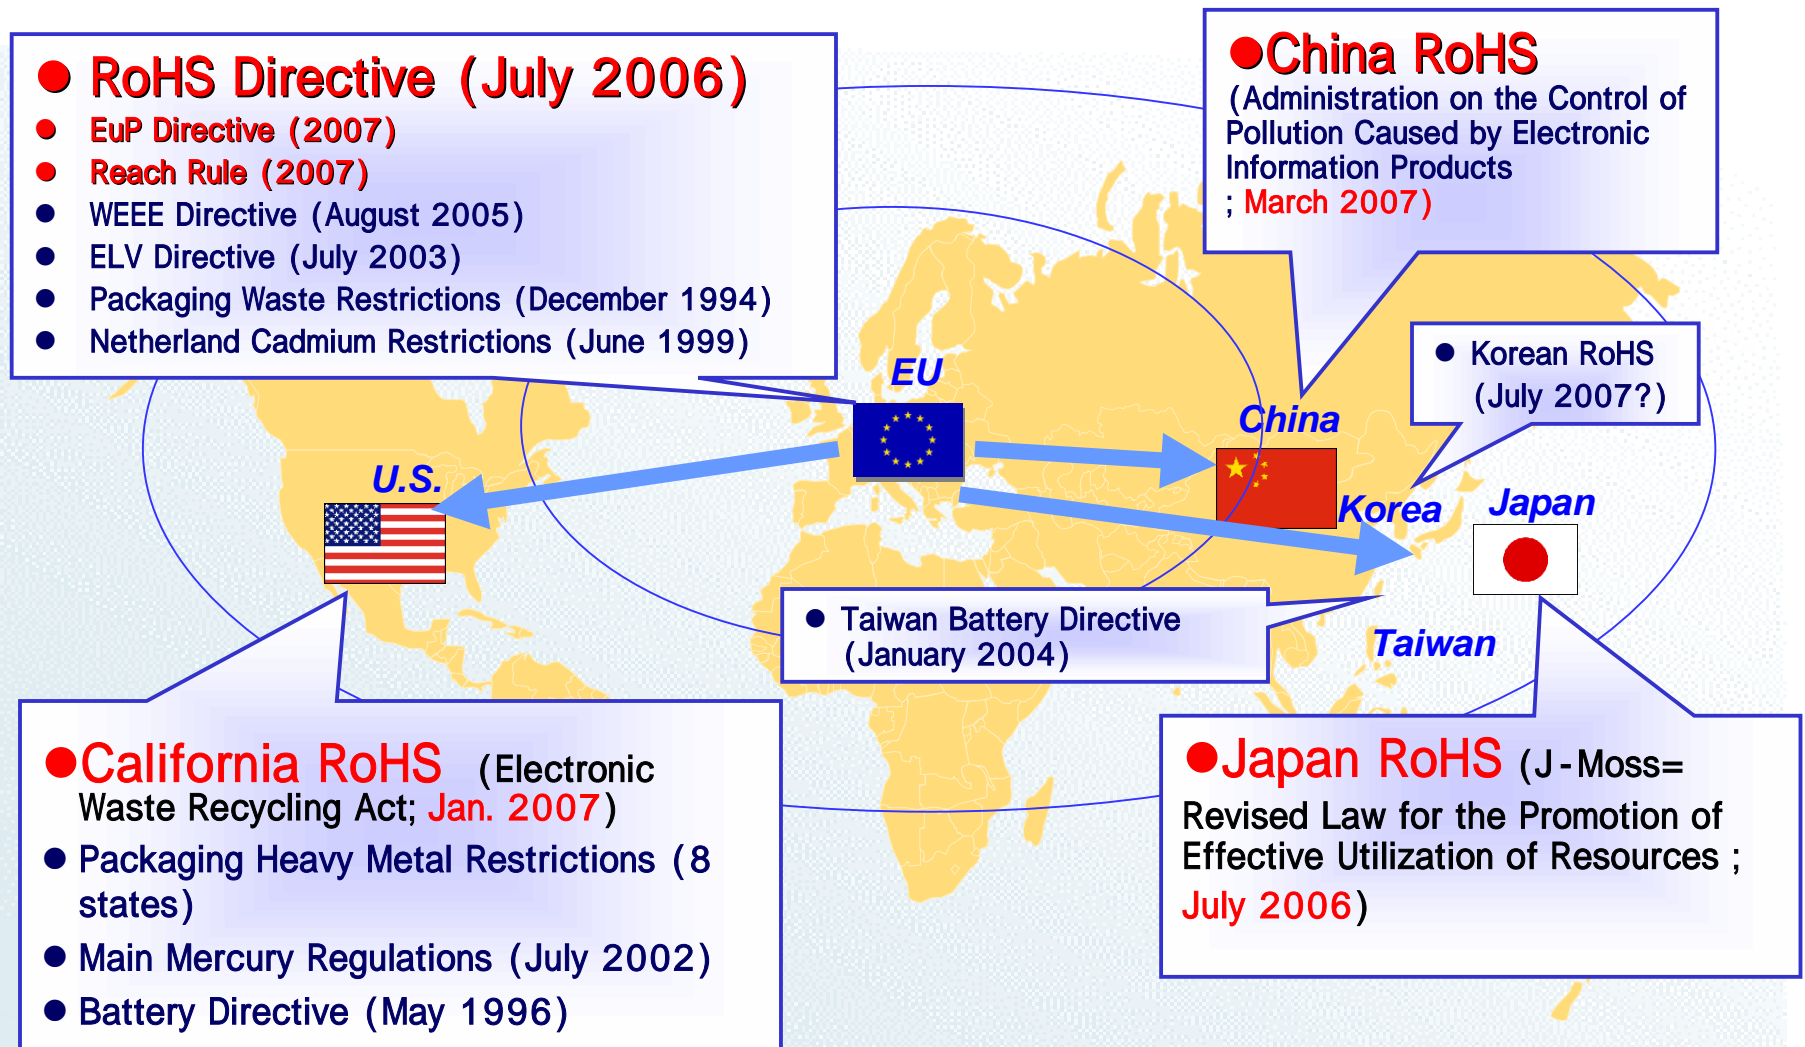 ● RoHS Directive (July 2006)
● EuP Directive (2007)
● Reach Rule (2007)
● WEEE Directive (August 2005)
● ELV Directive (July 2003)
● Packaging Waste Restrictions (December 1994)
● Netherland Cadmium Restrictions (June 1999)
●China RoHS
(Administration on the Control of
Pollution Caused by Electronic
Information Products
; March 2007)
● Korean RoHS
(July 2007?)
EU
China
U.S.
Korea
Japan
● Taiwan Battery Directive
(January 2004)
Taiwan
●California RoHS (Electronic
Waste Recycling Act; Jan. 2007)
● Packaging Heavy Metal Restrictions (8
states)
● Main Mercury Regulations (July 2002)
● Battery Directive (May 1996)
●Japan RoHS (J-Moss=
Revised Law for the Promotion of
Effective Utilization of Resources ;
July 2006)